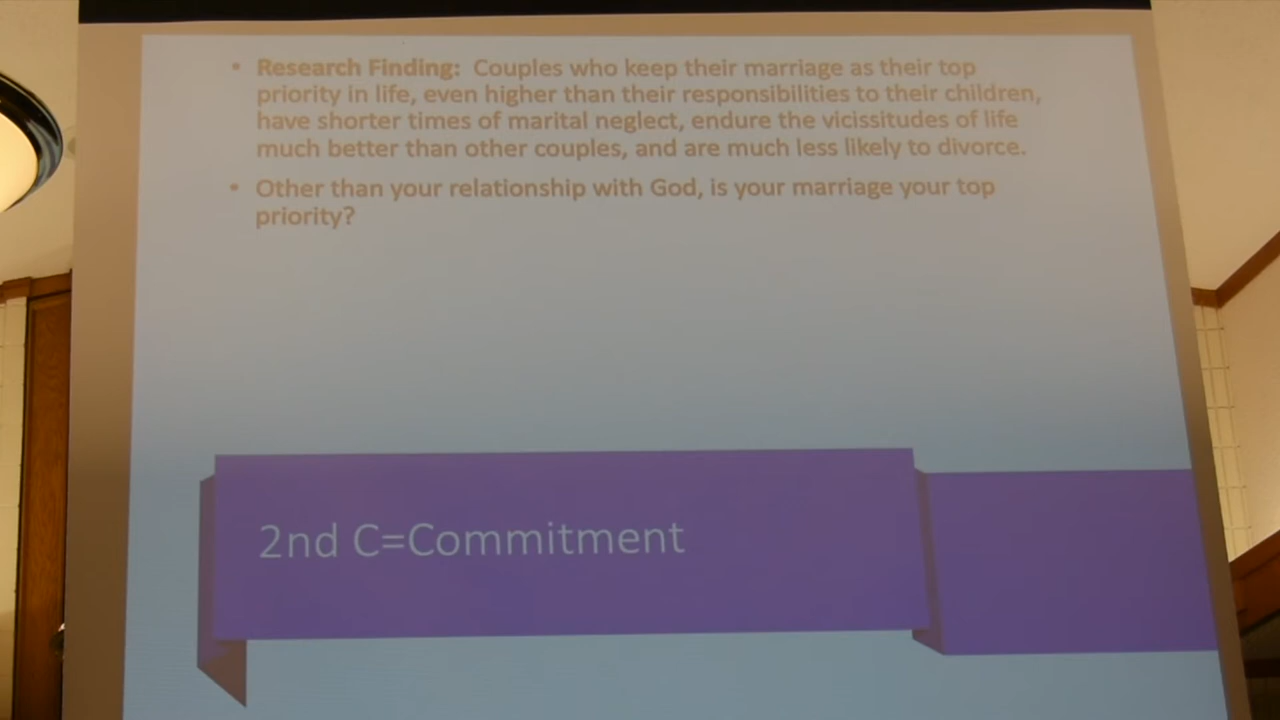 • Research Finding: Couples who keep their marriage as their top
priority in life, even higher than their responsibilities to their children,
have shorter times of marital neglect, endure the vicissitudes of life
much better than other couples, and are much less likely to divorce.
• Other than your relationship with God, is your marriage your top
priority?
2nd C=Commitment